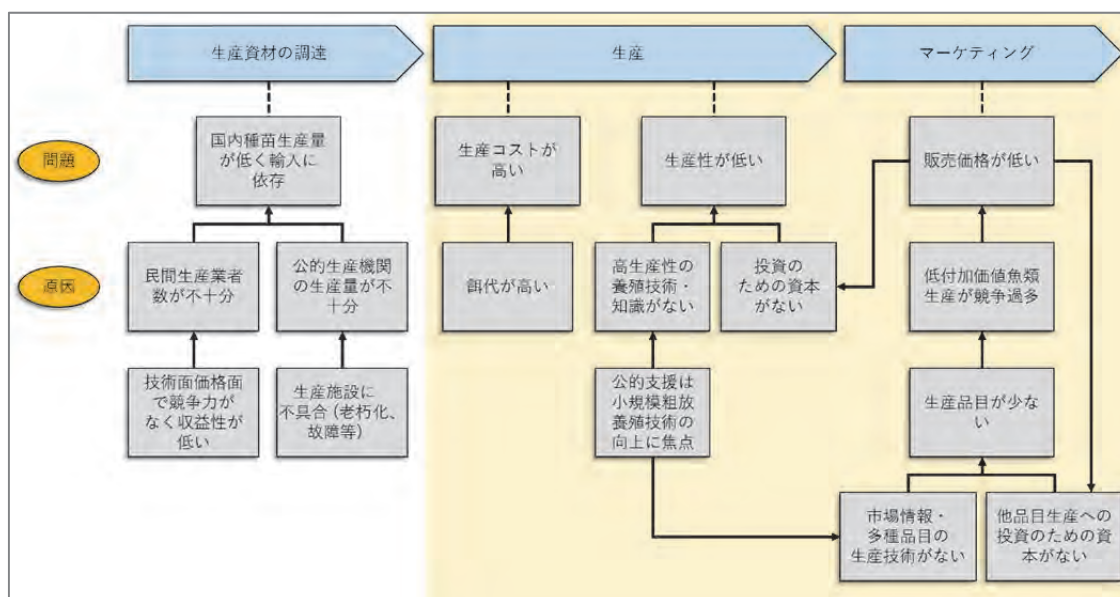 生産資材の調達
生産
マーケティング
問題
国内種苗生産量
が低く輸入に
依存
生産コストが
高い
生産性が低い
販売価格が低い
直因
民間生産業者
数が不十分
公的生産機関
の生産量が不
十分
餌代が高い
高生産性の
養殖技術・
知識がない
投資の
ための資本
がない
低付加価値魚類
生産が競争過多
技術面価格面
で競争力が
なく収益性が
低い
生産施設に
不具合（老朽化、
故障等）
公的支援は
小規模粗放
養殖技術の
向上に焦点
生産品目が少な
い
市場情報・
多種品目の
生産技術がない
他品目生産への
投資のための資
本がない